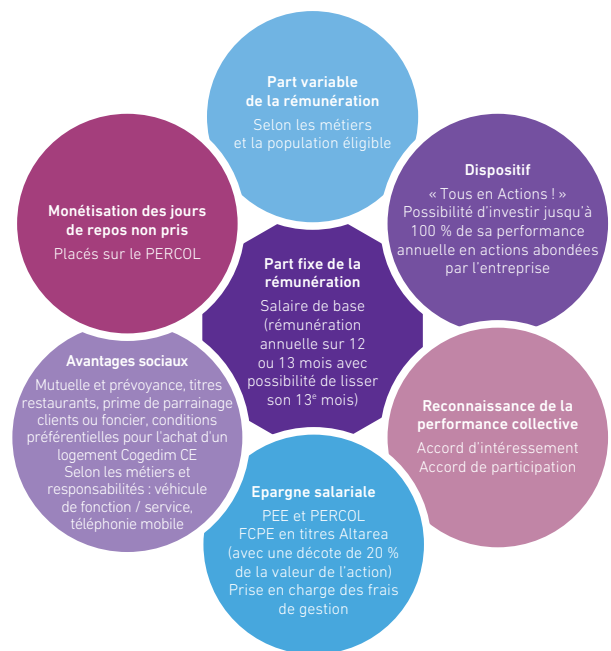 Part variable
de la rémunération
Selon les métiers
et la population éligible
Dispositif
« Tous en Actions ! »
Possibilité d'investir jusqu'à
100 % de sa performance
annuelle en actions abondées
par l'entreprise
Monétisation des jours
de repos non pris
Placés sur le PERCOL
Part fixe de la
rémunération
Salaire de base
(rémunération
annuelle sur 12
ou 13 mois avec
possibilité de lisser
son 13e mois)
Avantages sociaux
Mutuelle et prévoyance, titres
restaurants, prime de parrainage
clients ou foncier, conditions
préférentielles pour l'achat d'un
logement Cogedim CE
Selon les métiers et
responsabilités : véhicule
de fonction / service,
téléphonie mobile
Reconnaissance de la
performance collective
Accord d'intéressement
Accord de participation
Epargne salariale
PEE et PERCOL
FCPE en titres Altarea
(avec une décote de 20 %
de la valeur de l'action)
Prise en charge des frais
de gestion